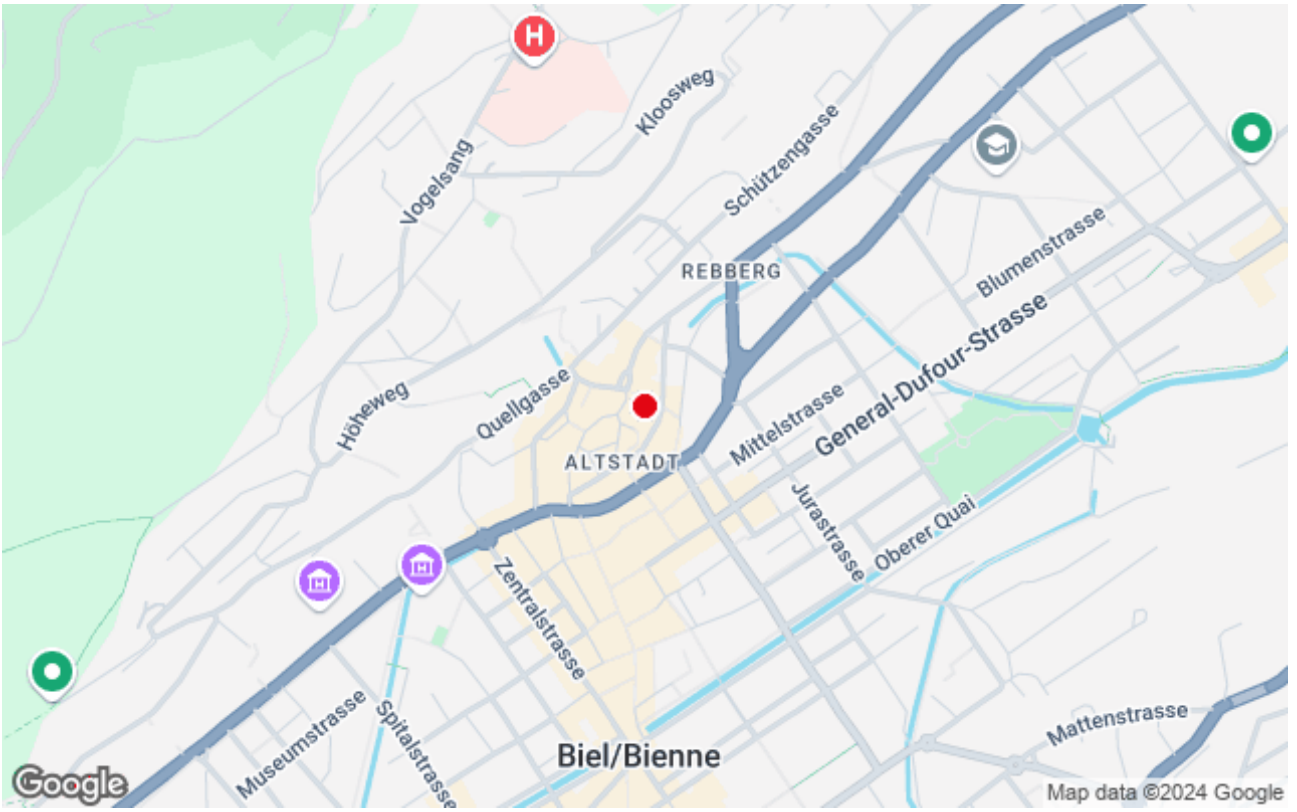 H
Kloosweg
Vogelsang
Schützengasse
REBBERG
Blumenstrasse
General-Dufour-Strasse
Höheweg
Quellgasse
Mittelstrasse
ALTSTADT
Jurastrasse
Oberer Quai
Zentralstrasse
Museumstrasse
Spitalstrasse
Mattenstrasse
Biel/Bienne
Google
Map data ©2024 Google